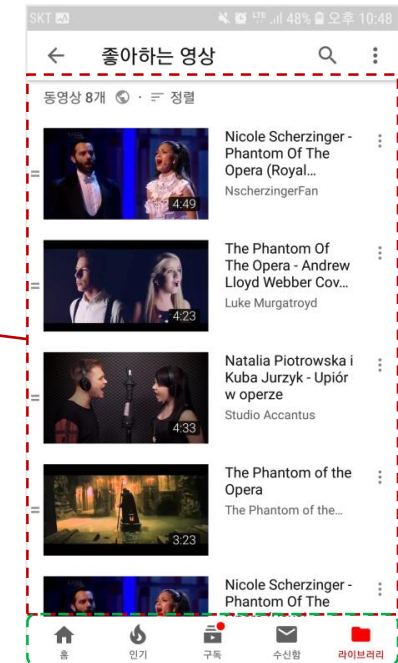 SKT LTE 48% 오후 10:48
좋아하는 영상
동영상 8개 · 정렬
Nicole Scherzinger -
Phantom Of The
Opera (Royal...
NscherzingerFan
4:49
The Phantom Of
The Opera - Andrew
Lloyd Webber Cov...
Luke Murgatroyd
4:23
Natalia Piotrowska i
Kuba Jurzyk - Upiór
w operze
Studio Accantus
4:33
The Phantom of the
Opera
The Phantom of the...
3:23
Nicole Scherzinger -
Phantom Of The
홈 인기 구독 수신함 라이브러리